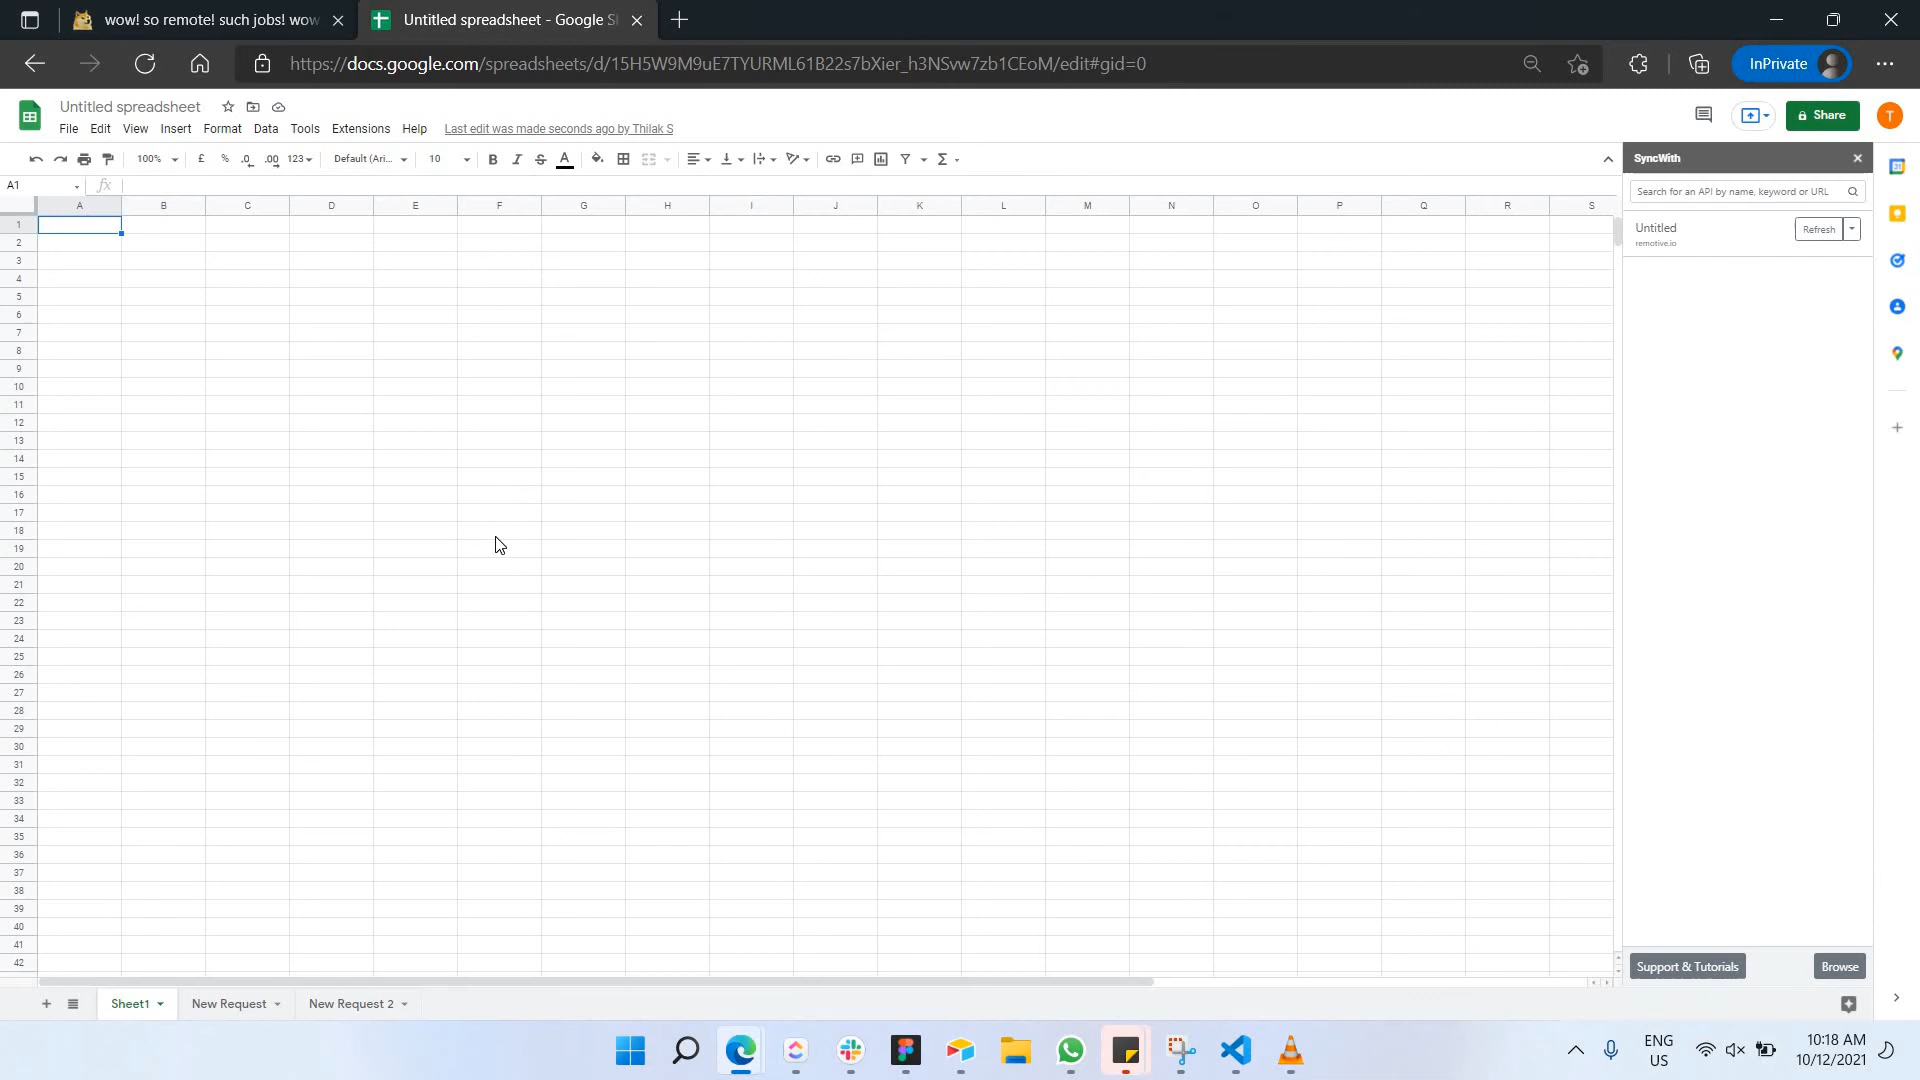 wow! so remote! such jobs! wow
Untitled spreadsheet - Google S
https://docs.google.com/spreadsheets/d/15H5W9M9uE7TYURML61B22s7bXier_h3NSvw7zb1CEoM/edit#gid=0
InPrivate
Untitled spreadsheet
File Edit View Insert Format Data Tools Extensions Help Last edit was made seconds ago by Thilak S
Share
T
100% £ % .0 .00 123 Default (Ari... 10 B I S A Σ
SyncWith
A1 fx
Search for an API by name, keyword or URL
A B C D E F G H I J K L M N O P Q R S
Untitled
remotive.io
Refresh
1
2
3
4
5
6
7
8
9
10
11
12
13
14
15
16
17
18
19
20
21
22
23
24
25
26
27
28
29
30
31
32
33
34
35
36
37
38
39
40
41
42
Support & Tutorials Browse
Sheet1 New Request New Request 2
ENG
US
10:18 AM
10/12/2021